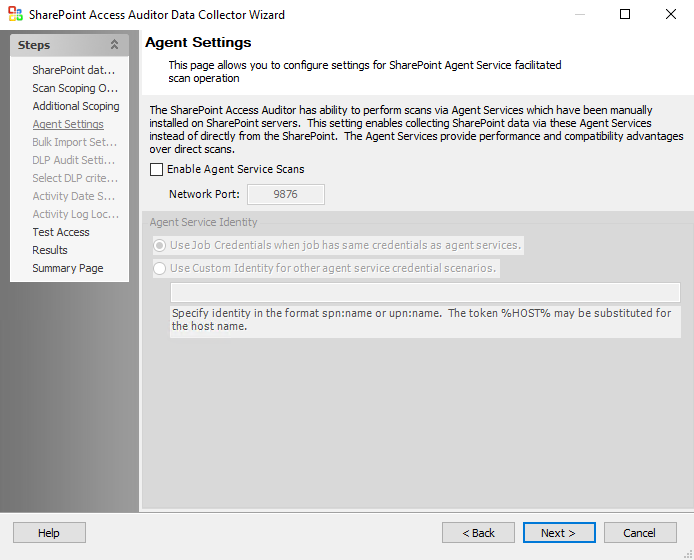 SharePoint Access Auditor Data Collector Wizard
Steps
SharePoint dat...
Scan Scoping O...
Additional Scoping
Agent Settings
Bulk Import Set...
DLP Audit Setti...
Select DLP crite...
Activity Date S...
Activity Log Loc...
Test Access
Results
Summary Page
Agent Settings
This page allows you to configure settings for SharePoint Agent Service facilitated
scan operation
The SharePoint Access Auditor has ability to perform scans via Agent Services which have been manually
installed on SharePoint servers.  This setting enables collecting SharePoint data via these Agent Services
instead of directly from the SharePoint.  The Agent Services provide performance and compatibility advantages
over direct scans.
Enable Agent Service Scans
Network Port: 9876
Agent Service Identity
Use Job Credentials when job has same credentials as agent services.
Use Custom Identity for other agent service credential scenarios.
Specify identity in the format spn:name or upn:name.  The token %HOST% may be substituted for
the host name.
Help
< Back
Next >
Cancel